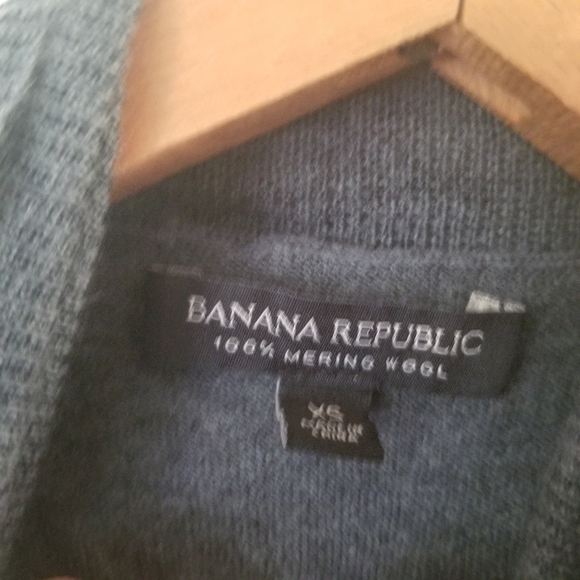 BANANA REPUBLIC
100% MERINO WOOL
XS
MADE IN
CHINA